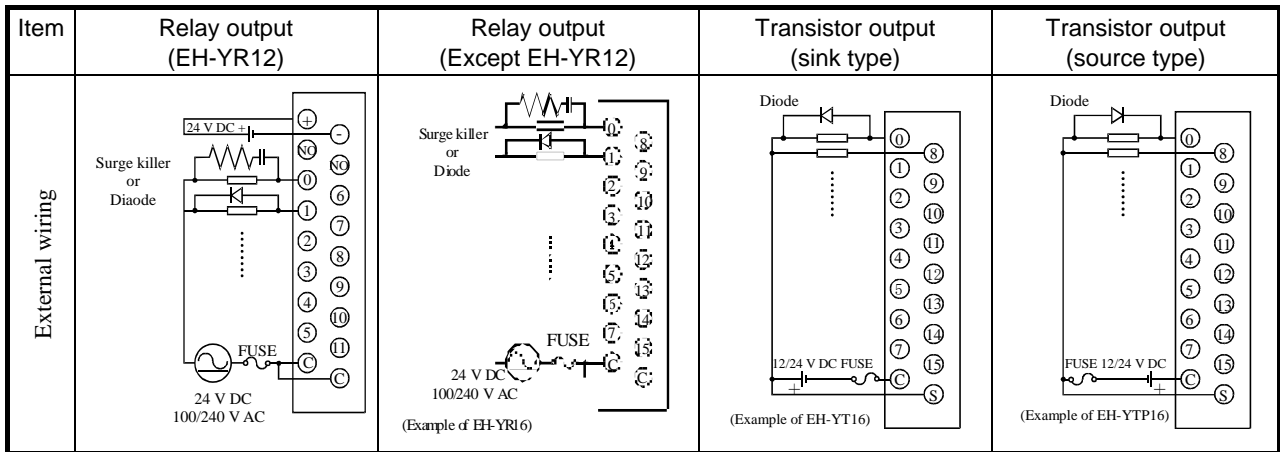 Item
Relay output
(EH-YR12)
Relay output
(Except EH-YR12)
Transistor output
(sink type)
Transistor output
(source type)
External wiring
24 V DC +
Surge killer
or
Diaode
+
-
NO
NO
0
6
1
7
2
8
3
9
4
10
5
11
C
C
FUSE
24 V DC
100/240 V AC
Surge killer
or
Diode
0
8
1
9
2
10
3
11
4
12
5
13
6
14
7
15
C
C
FUSE
24 V DC
100/240 V AC
(Example of EH-YR16)
Diode
0
8
1
9
2
10
3
11
4
12
5
13
6
14
7
15
12/24 V DC FUSE
+
C
S
(Example of EH-YT16)
Diode
0
8
1
9
2
10
3
11
4
12
5
13
6
14
7
15
FUSE 12/24 V DC
+
C
S
(Example of EH-YTP16)